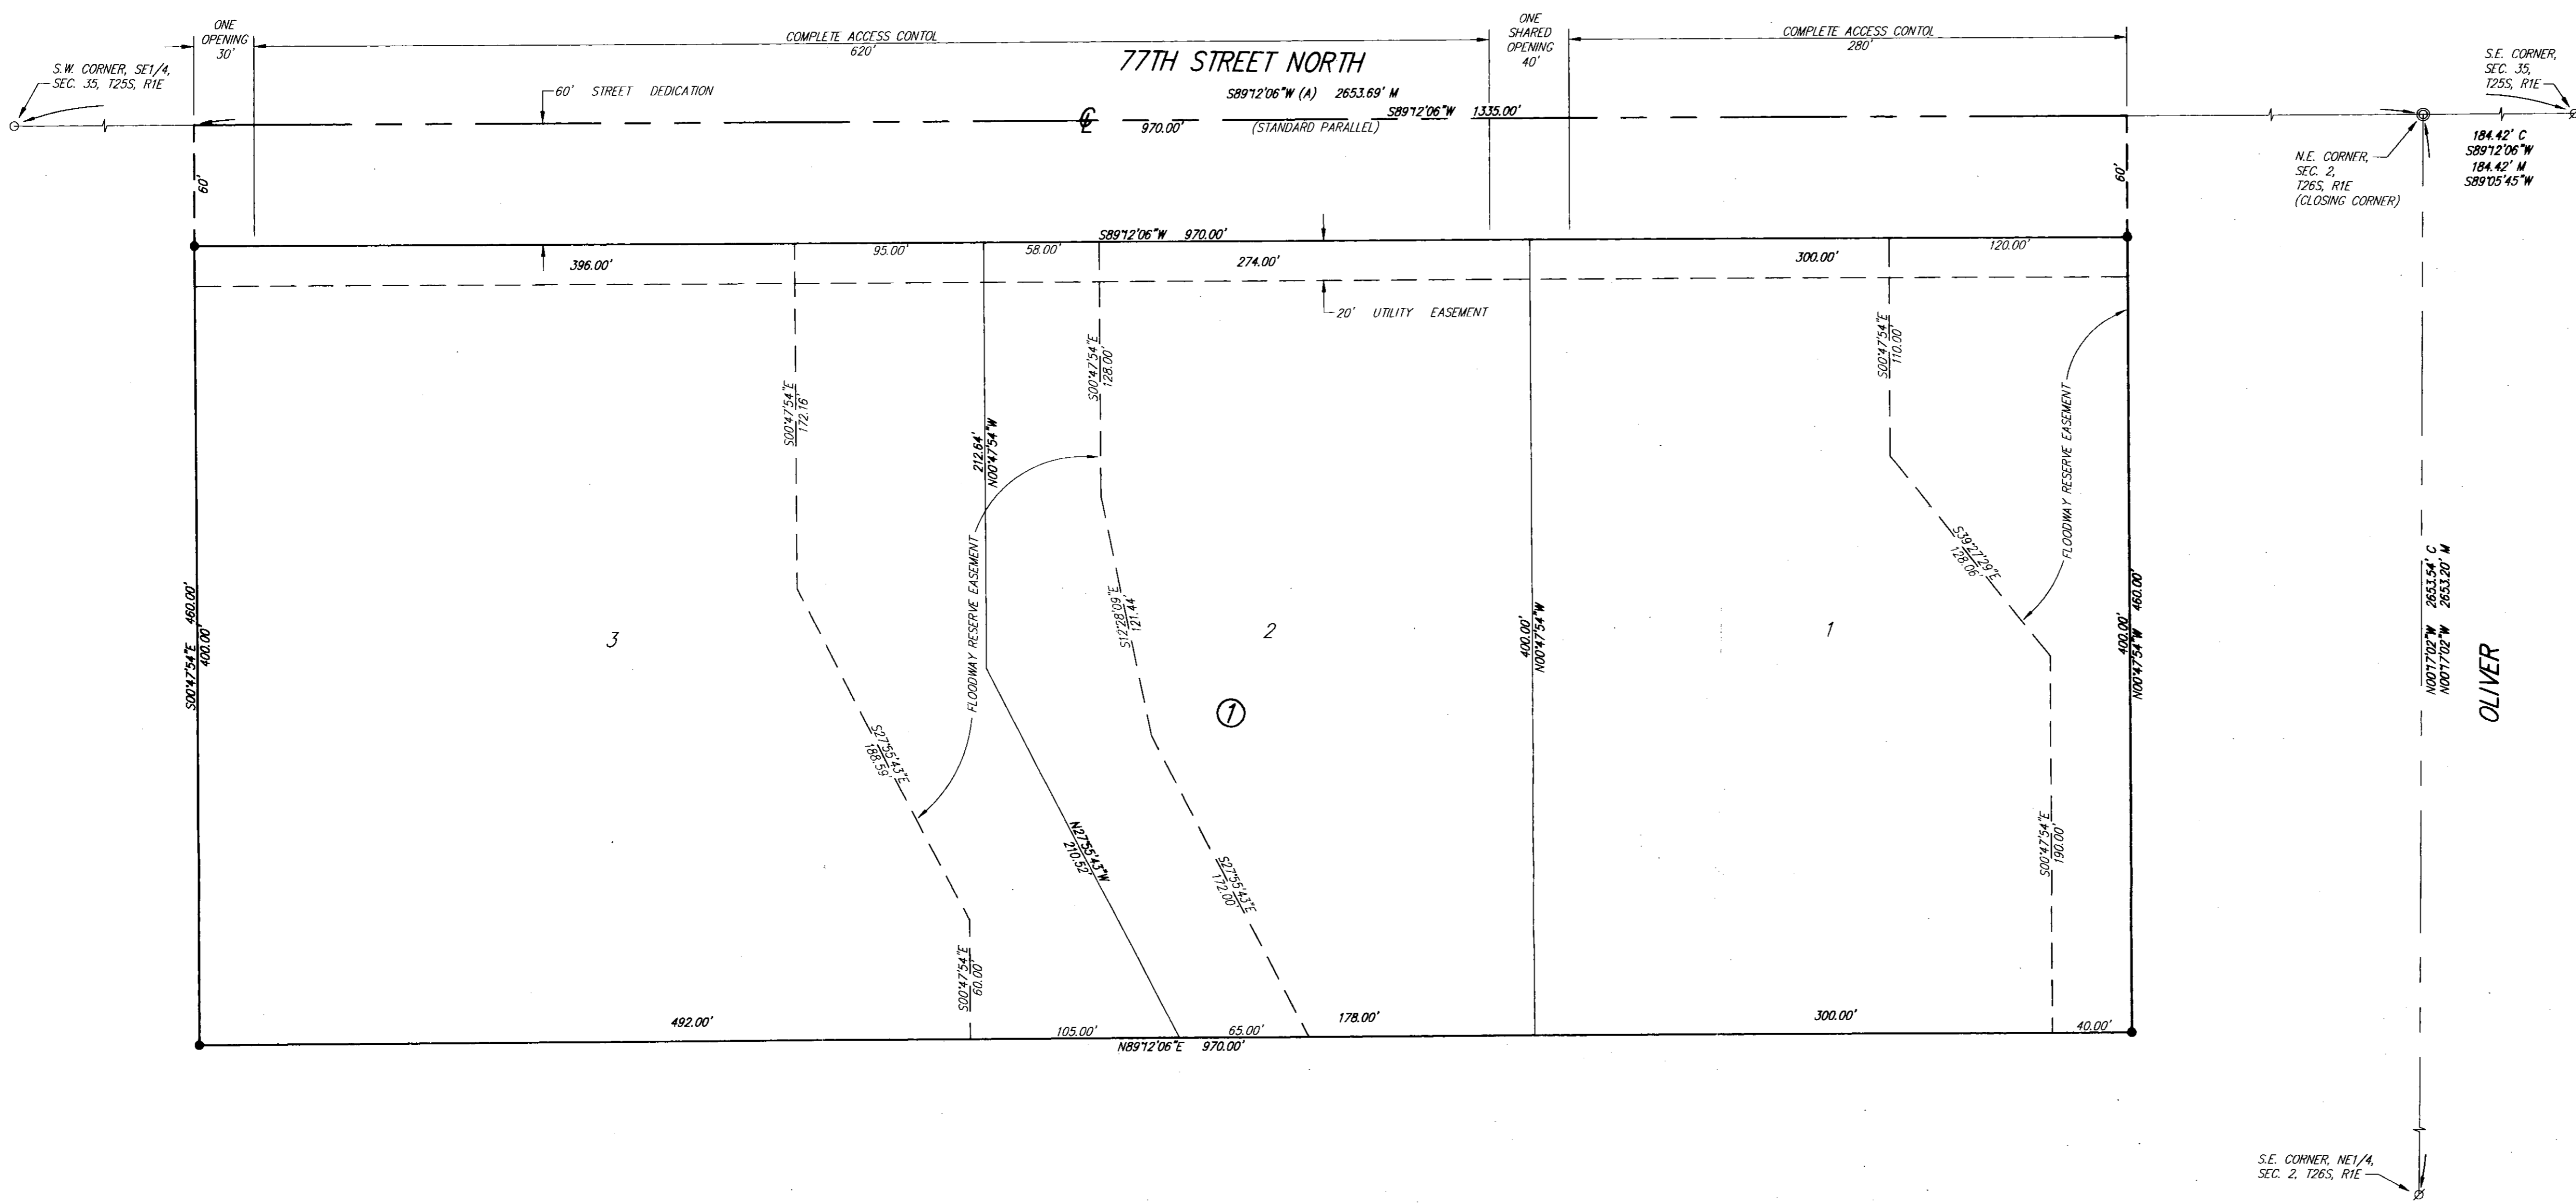 ONE
OPENING
30'
COMPLETE ACCESS CONTOL
620'
ONE
SHARED
OPENING
40'
COMPLETE ACCESS CONTOL
280'
77TH STREET NORTH
S.W. CORNER, SE1/4,
SEC. 35, T25S, R1E
S.E. CORNER,
SEC. 35,
T25S, R1E
60' STREET DEDICATION
S89°12'06"W (A) 2653.69' M
S89°12'06"W 1335.00'
℄
970.00'
(STANDARD PARALLEL)
184.42' C
S89°12'06"W
184.42' M
S89°05'45"W
N.E. CORNER,
SEC. 2,
T26S, R1E
(CLOSING CORNER)
60'
60'
S89°12'06"W 970.00'
396.00'
95.00'
58.00'
274.00'
300.00'
120.00'
20' UTILITY EASEMENT
S00°47'54"E
172.16'
212.64'
N00°47'54"W
S00°47'54"E
128.00'
S00°47'54"E
110.00'
FLOODWAY RESERVE EASEMENT
FLOODWAY RESERVE EASEMENT
S39°27'29"E
128.06'
S12°28'09"E
121.44'
S00°47'54"E 460.00'
400.00'
3
2
1
1
400.00'
N00°47'54"W
400.00'
N00°47'54"W 460.00'
N00°17'02"W 2653.54' C
N00°17'02"W 2653.20' M
OLIVER
S27°55'43"E
188.59'
N27°55'43"W
210.52'
S27°55'43"E
172.00'
S00°47'54"E
190.00'
S00°47'54"E
60.00'
492.00'
105.00'
65.00'
178.00'
300.00'
40.00'
N89°12'06"E 970.00'
S.E. CORNER, NE1/4,
SEC. 2, T26S, R1E